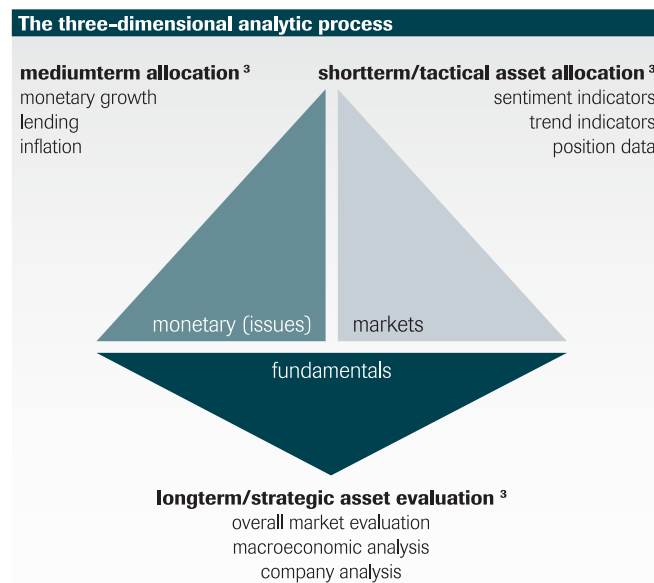 The three-dimensional analytic process
mediumterm allocation ³
monetary growth
lending
inflation
shortterm/tactical asset allocation ³
sentiment indicators
trend indicators
position data
monetary (issues)
markets
fundamentals
longterm/strategic asset evaluation ³
overall market evaluation
macroeconomic analysis
company analysis